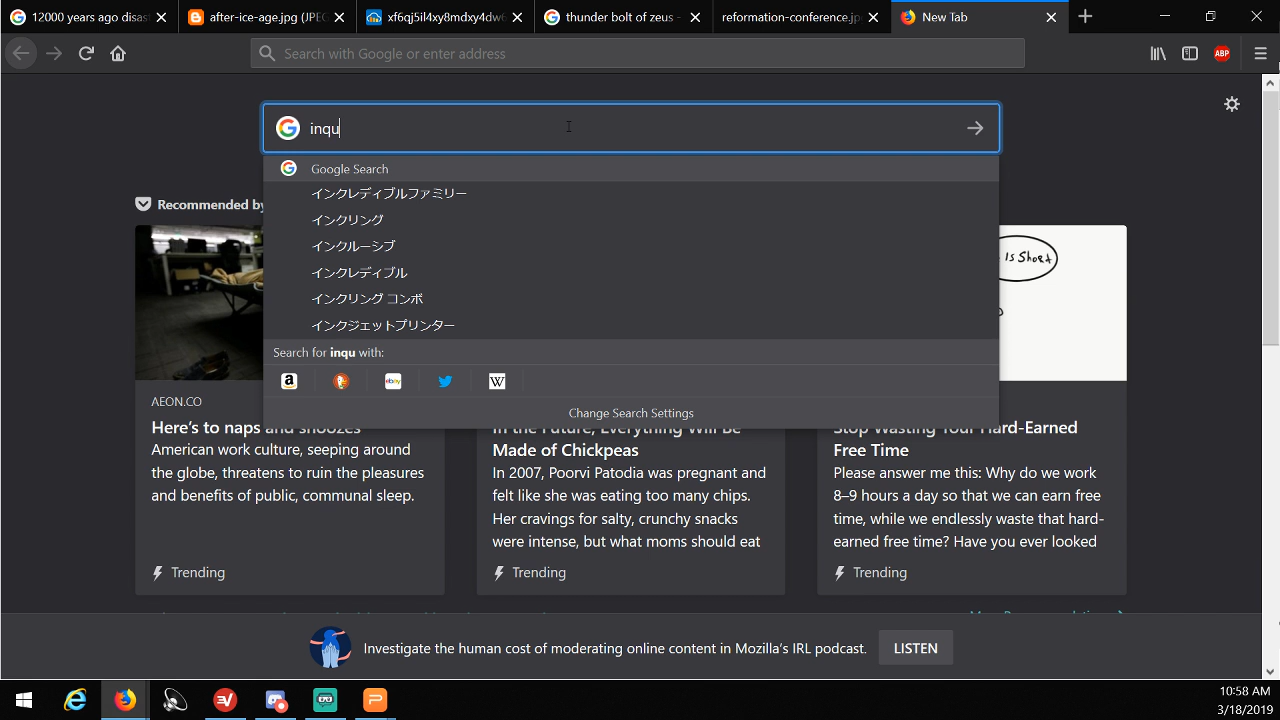 12000 years ago disast
after-ice-age.jpg (JPEG
xf6qj5il4xy8mdxy4dw6
thunder bolt of zeus -
reformation-conference.jp
New Tab
Search with Google or enter address
ABP
inqu
Google Search
インクレディブルファミリー
インクリング
インクルーシブ
インクレディブル
インクリング コンボ
インクジェットプリンター
Search for inqu with:
ebay
W
Change Search Settings
Recommended by
Is Short
AEON.CO
Here's to naps and snoozes
American work culture, seeping around
the globe, threatens to ruin the pleasures
and benefits of public, communal sleep.
Trending
In the Future, Everything Will Be
Made of Chickpeas
In 2007, Poorvi Patodia was pregnant and
felt like she was eating too many chips.
Her cravings for salty, crunchy snacks
were intense, but what moms should eat
Trending
Stop Wasting Your Hard-Earned
Free Time
Please answer me this: Why do we work
8–9 hours a day so that we can earn free
time, while we endlessly waste that hard-
earned free time? Have you ever looked
Trending
Investigate the human cost of moderating online content in Mozilla's IRL podcast.
LISTEN
10:58 AM
3/18/2019